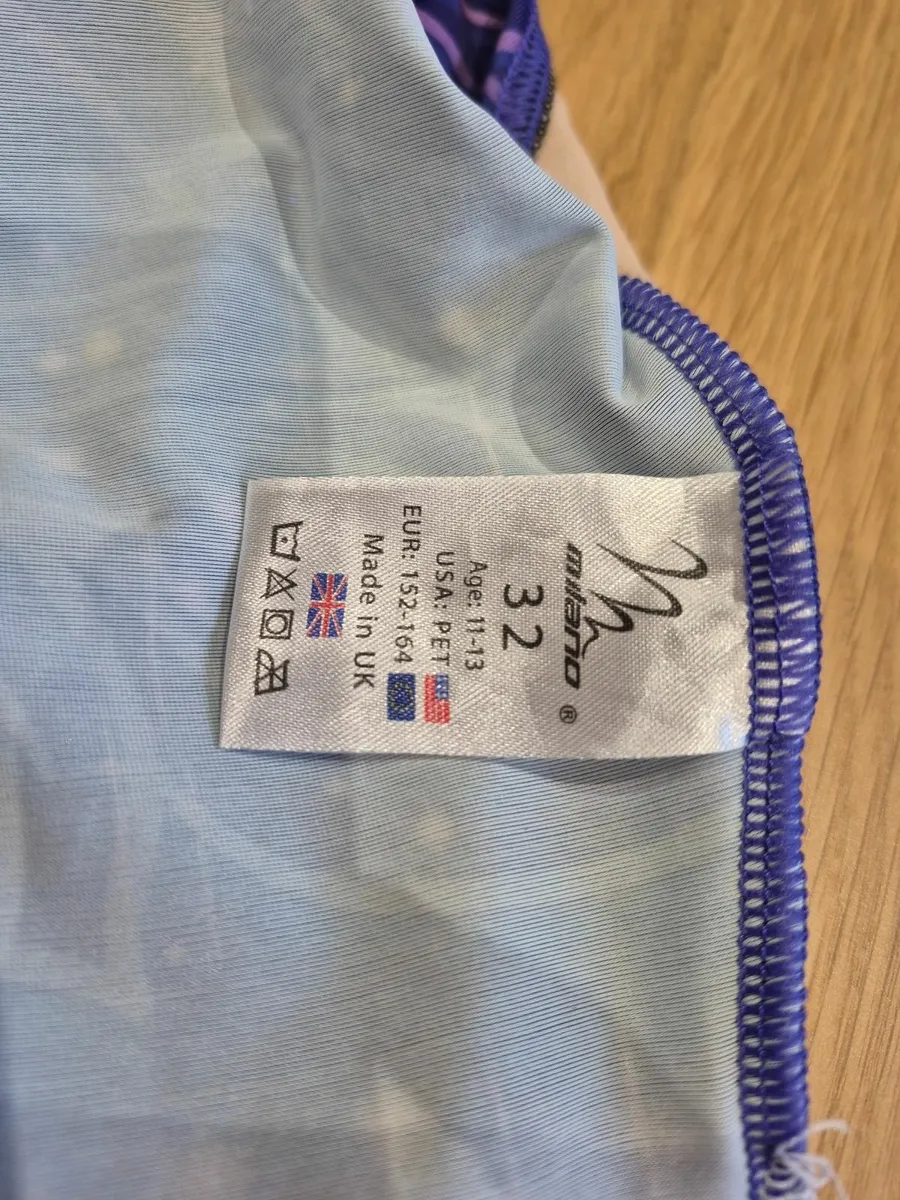 milano ®
32
Age: 11-13
USA: PET
EUR: 152-164
Made in UK